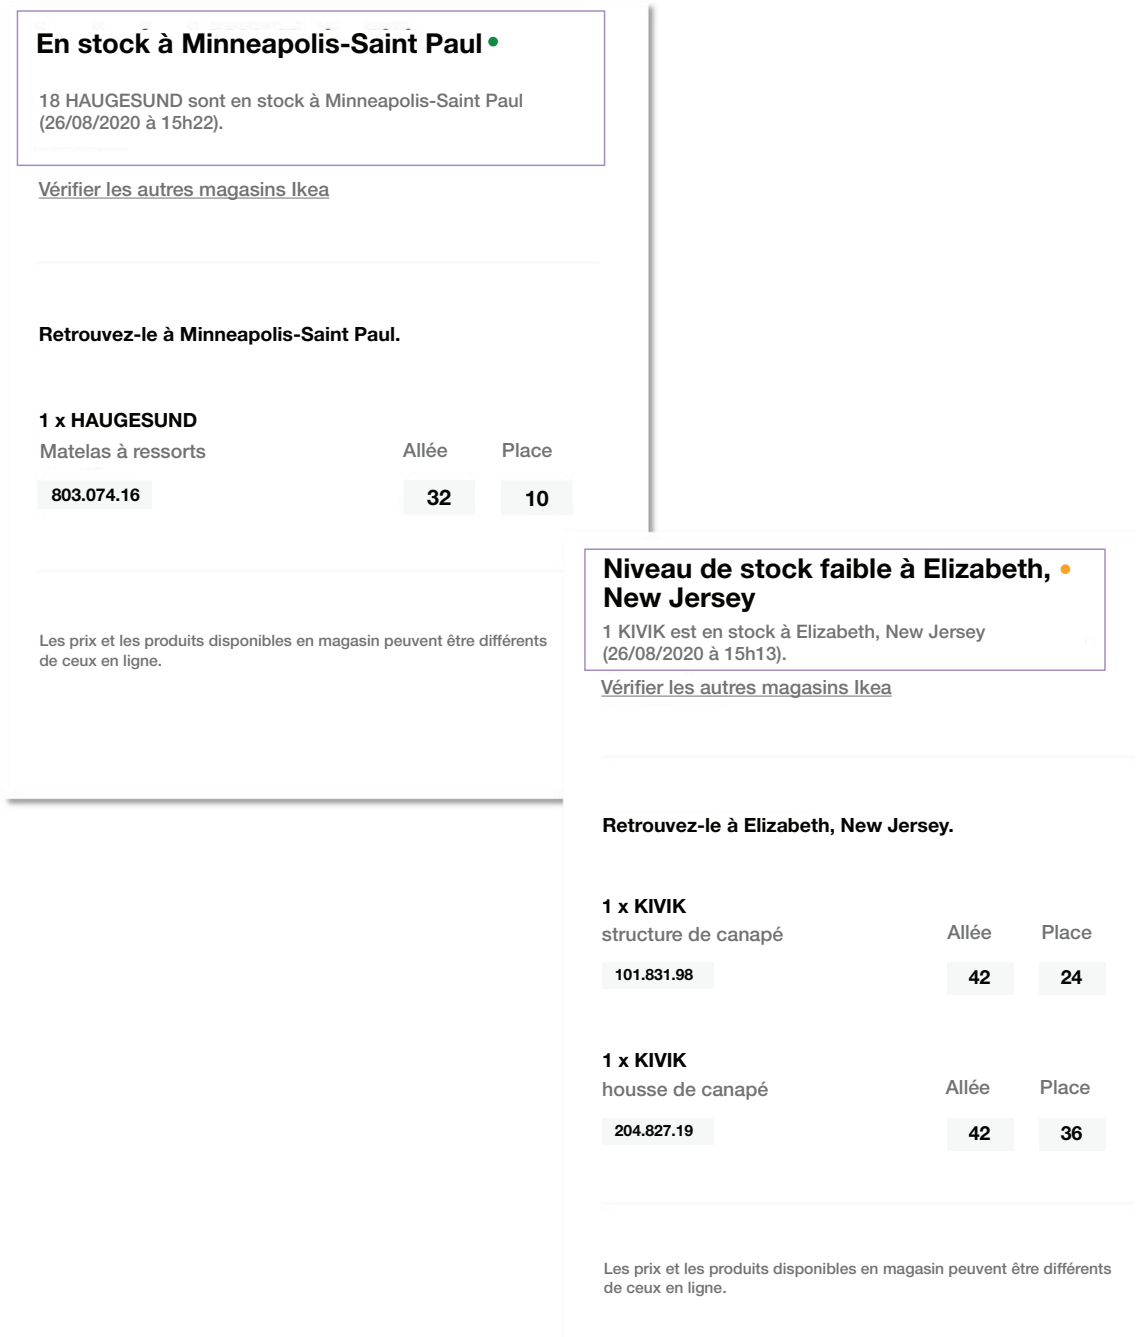 En stock à Minneapolis-Saint Paul
18 HAUGESUND sont en stock à Minneapolis-Saint Paul
(26/08/2020 à 15h22).
Vérifier les autres magasins Ikea
Retrouvez-le à Minneapolis-Saint Paul.
1 x HAUGESUND
Matelas à ressorts Allée Place
803.074.16 32 10
Les prix et les produits disponibles en magasin peuvent être différents
de ceux en ligne.
Niveau de stock faible à Elizabeth,
New Jersey
1 KIVIK est en stock à Elizabeth, New Jersey
(26/08/2020 à 15h13).
Vérifier les autres magasins Ikea
Retrouvez-le à Elizabeth, New Jersey.
1 x KIVIK
structure de canapé Allée Place
101.831.98 42 24
1 x KIVIK
housse de canapé Allée Place
204.827.19 42 36
Les prix et les produits disponibles en magasin peuvent être différents
de ceux en ligne.